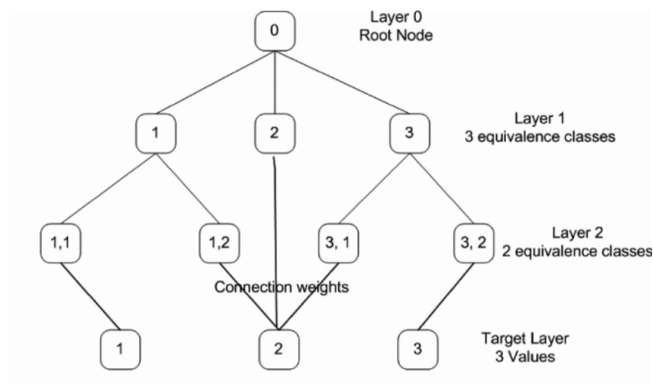 0
Layer 0
Root Node
1
2
3
Layer 1
3 equivalence classes
1,1
1,2
3, 1
3, 2
Layer 2
2 equivalence classes
Connection weights
1
2
3
Target Layer
3 Values